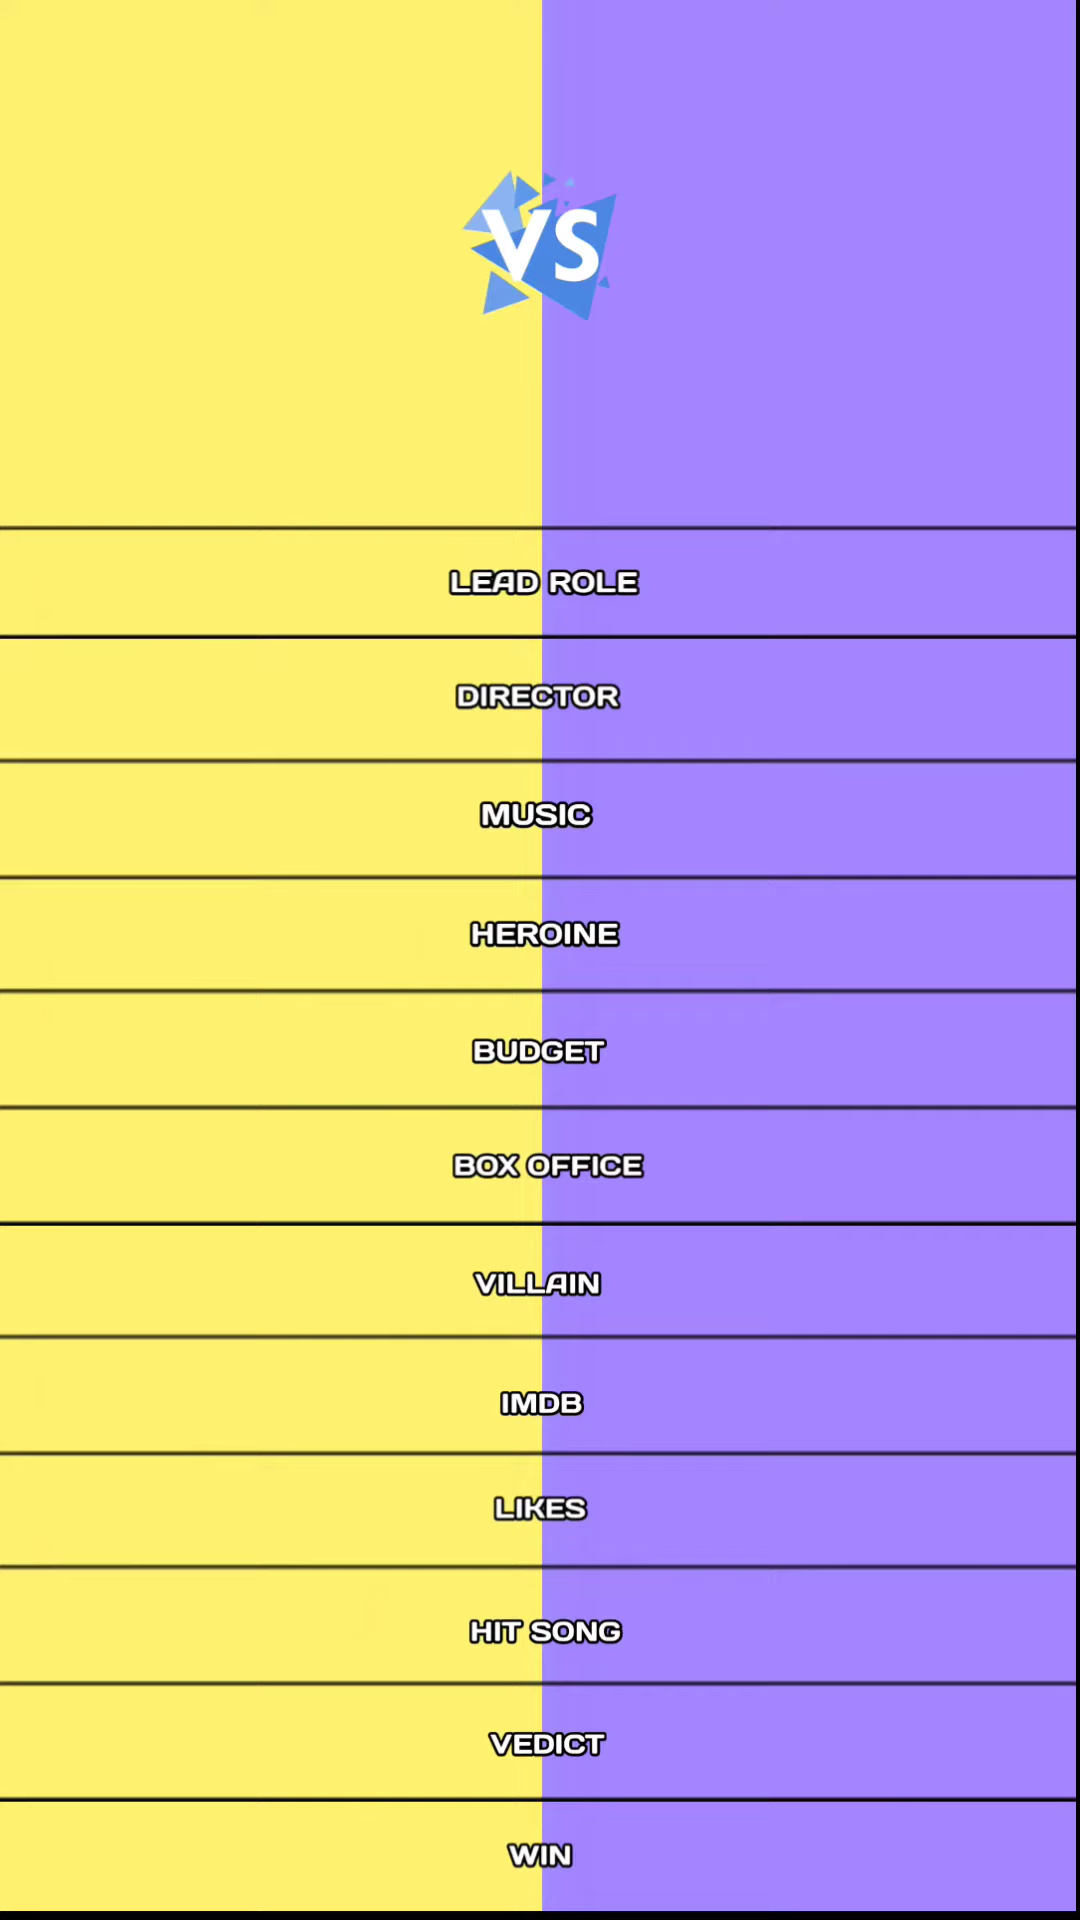 VS
LEAD ROLE
DIRECTOR
MUSIC
HEROINE
BUDGET
BOX OFFICE
VILLAIN
IMDB
LIKES
HIT SONG
VEDICT
WIN